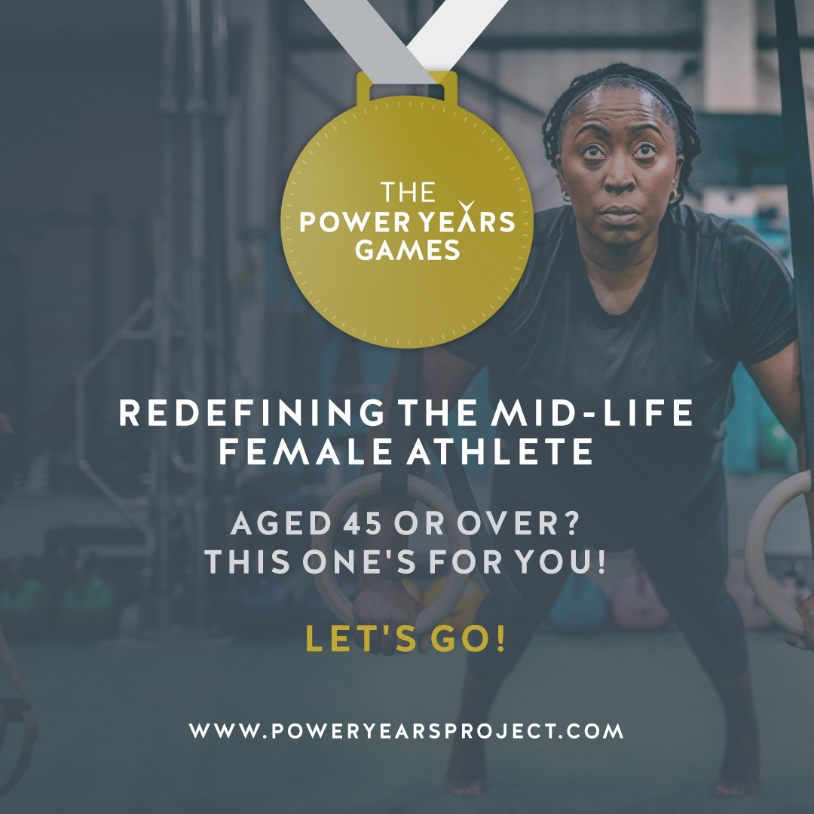 THE
POWER YEARS
GAMES
REDEFINING THE MID-LIFE
FEMALE ATHLETE
AGED 45 OR OVER?
THIS ONE'S FOR YOU!
LET'S GO!
WWW.POWERYEARSPROJECT.COM